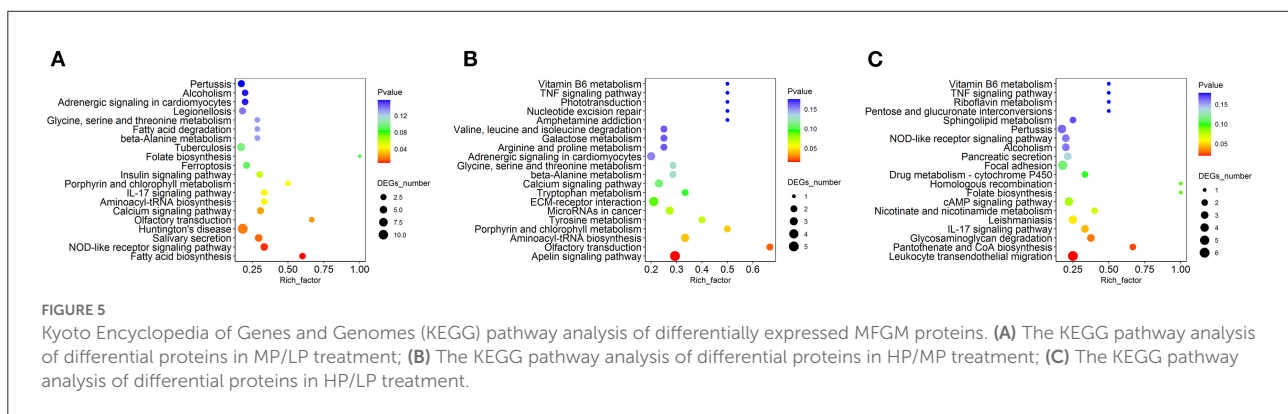 A
Pertussis
Alcoholism
Adrenergic signaling in cardiomyocytes
Legionellosis
Glycine, serine and threonine metabolism
Fatty acid degradation
beta-Alanine metabolism
Tuberculosis
Folate biosynthesis
Ferroptosis
Insulin signaling pathway
Porphyrin and chlorophyll metabolism
IL-17 signaling pathway
Aminoacyl-tRNA biosynthesis
Calcium signaling pathway
Olfactory transduction
Huntington's disease
Salivary secretion
NOD-like receptor signaling pathway
Fatty acid biosynthesis
0.25 0.50 0.75 1.00
Rich_factor
Pvalue
0.12
0.08
0.04
DEGs_number
2.5
5.0
7.5
10.0
B
Vitamin B6 metabolism
TNF signaling pathway
Phototransduction
Nucleotide excision repair
Amphetamine addiction
Valine, leucine and isoleucine degradation
Galactose metabolism
Arginine and proline metabolism
Adrenergic signaling in cardiomyocytes
Glycine, serine and threonine metabolism
beta-Alanine metabolism
Calcium signaling pathway
Tryptophan metabolism
ECM-receptor interaction
MicroRNAs in cancer
Tyrosine metabolism
Porphyrin and chlorophyll metabolism
Aminoacyl-tRNA biosynthesis
Olfactory transduction
Apelin signaling pathway
0.2 0.3 0.4 0.5 0.6
Rich_factor
Pvalue
0.15
0.10
0.05
DEGs_number
1
2
3
4
5
C
Vitamin B6 metabolism
TNF signaling pathway
Riboflavin metabolism
Pentose and glucuronate interconversions
Sphingolipid metabolism
Pertussis
NOD-like receptor signaling pathway
Alcoholism
Pancreatic secretion
Focal adhesion
Drug metabolism - cytochrome P450
Homologous recombination
Folate biosynthesis
cAMP signaling pathway
Nicotinate and nicotinamide metabolism
Leishmaniasis
IL-17 signaling pathway
Glycosaminoglycan degradation
Pantothenate and CoA biosynthesis
Leukocyte transendothelial migration
0.25 0.50 0.75 1.00
Rich_factor
Pvalue
0.15
0.10
0.05
DEGs_number
1
2
3
4
5
6
FIGURE 5
Kyoto Encyclopedia of Genes and Genomes (KEGG) pathway analysis of differentially expressed MFGM proteins. (A) The KEGG pathway analysis
of differential proteins in MP/LP treatment; (B) The KEGG pathway analysis of differential proteins in HP/MP treatment; (C) The KEGG pathway
analysis of differential proteins in HP/LP treatment.